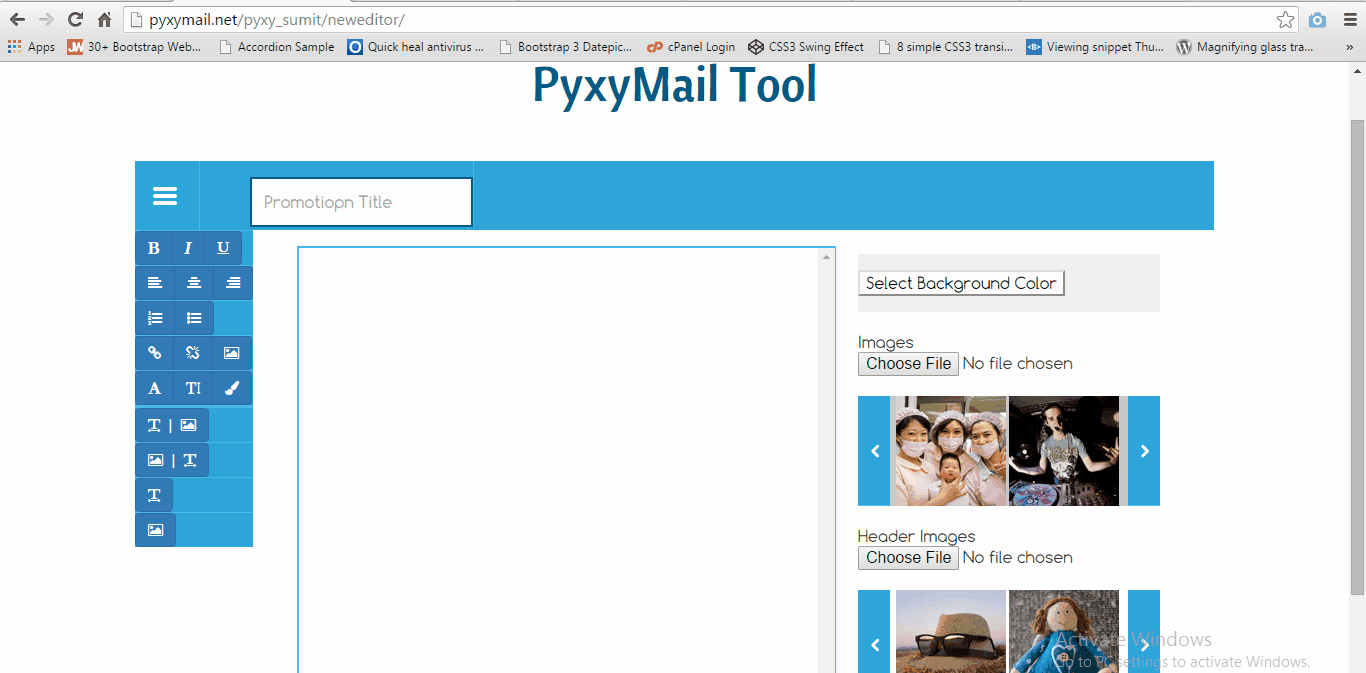 pyxymail.net/pyxy_sumit/neweditor/
Apps 30+ Bootstrap Web... Accordion Sample Quick heal antivirus ... Bootstrap 3 Datepic... cPanel Login CSS3 Swing Effect 8 simple CSS3 transi... Viewing snippet Thu... Magnifying glass tra... »
PyxyMail Tool
Promotiopn Title
B I U
Select Background Color
Images
Choose File No file chosen
A T
T |
| T
T
Header Images
Choose File No file chosen
Activate Windows
Go to PC settings to activate Windows.